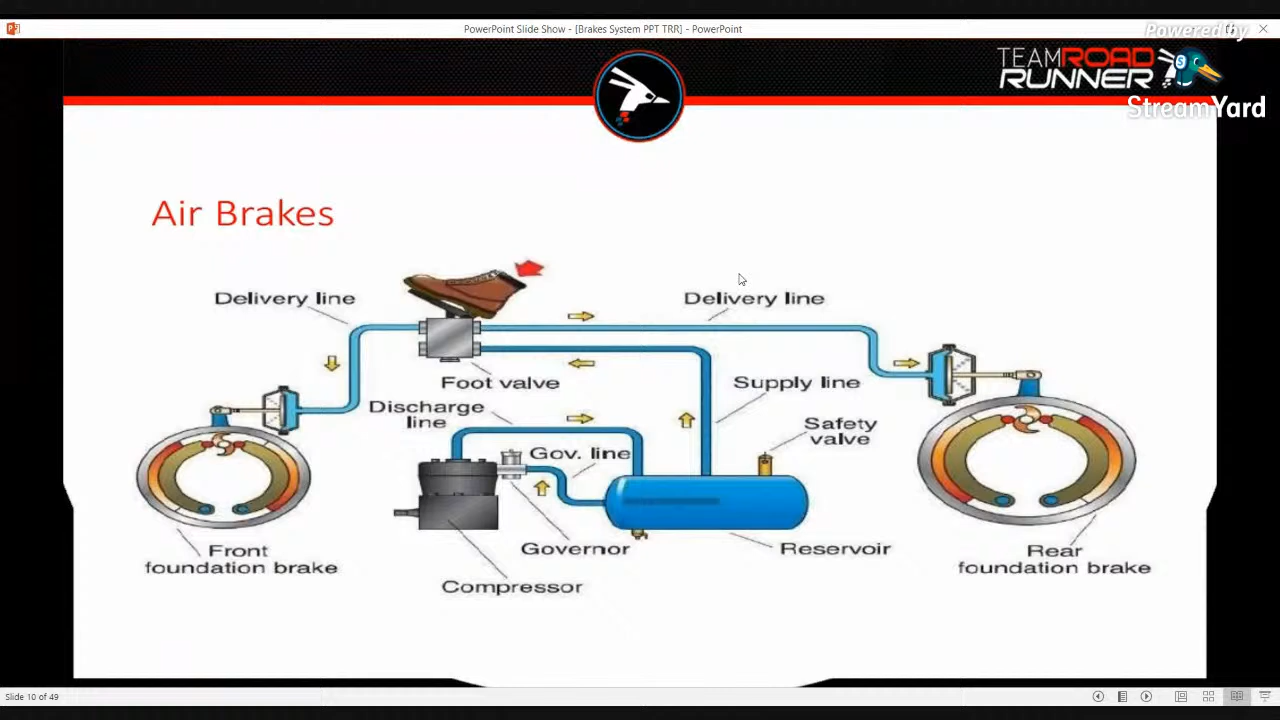 PowerPoint Slide Show - [Brakes System PPT TRR] - PowerPoint
Powered by
TEAMROAD
RUNNER
S
StreamYard
Air Brakes
Delivery line
Delivery line
Foot valve
Supply line
Discharge
line
Safety
valve
Gov. line
Governor
Reservoir
Front
foundation brake
Rear
foundation brake
Compressor
Slide 10 of 49